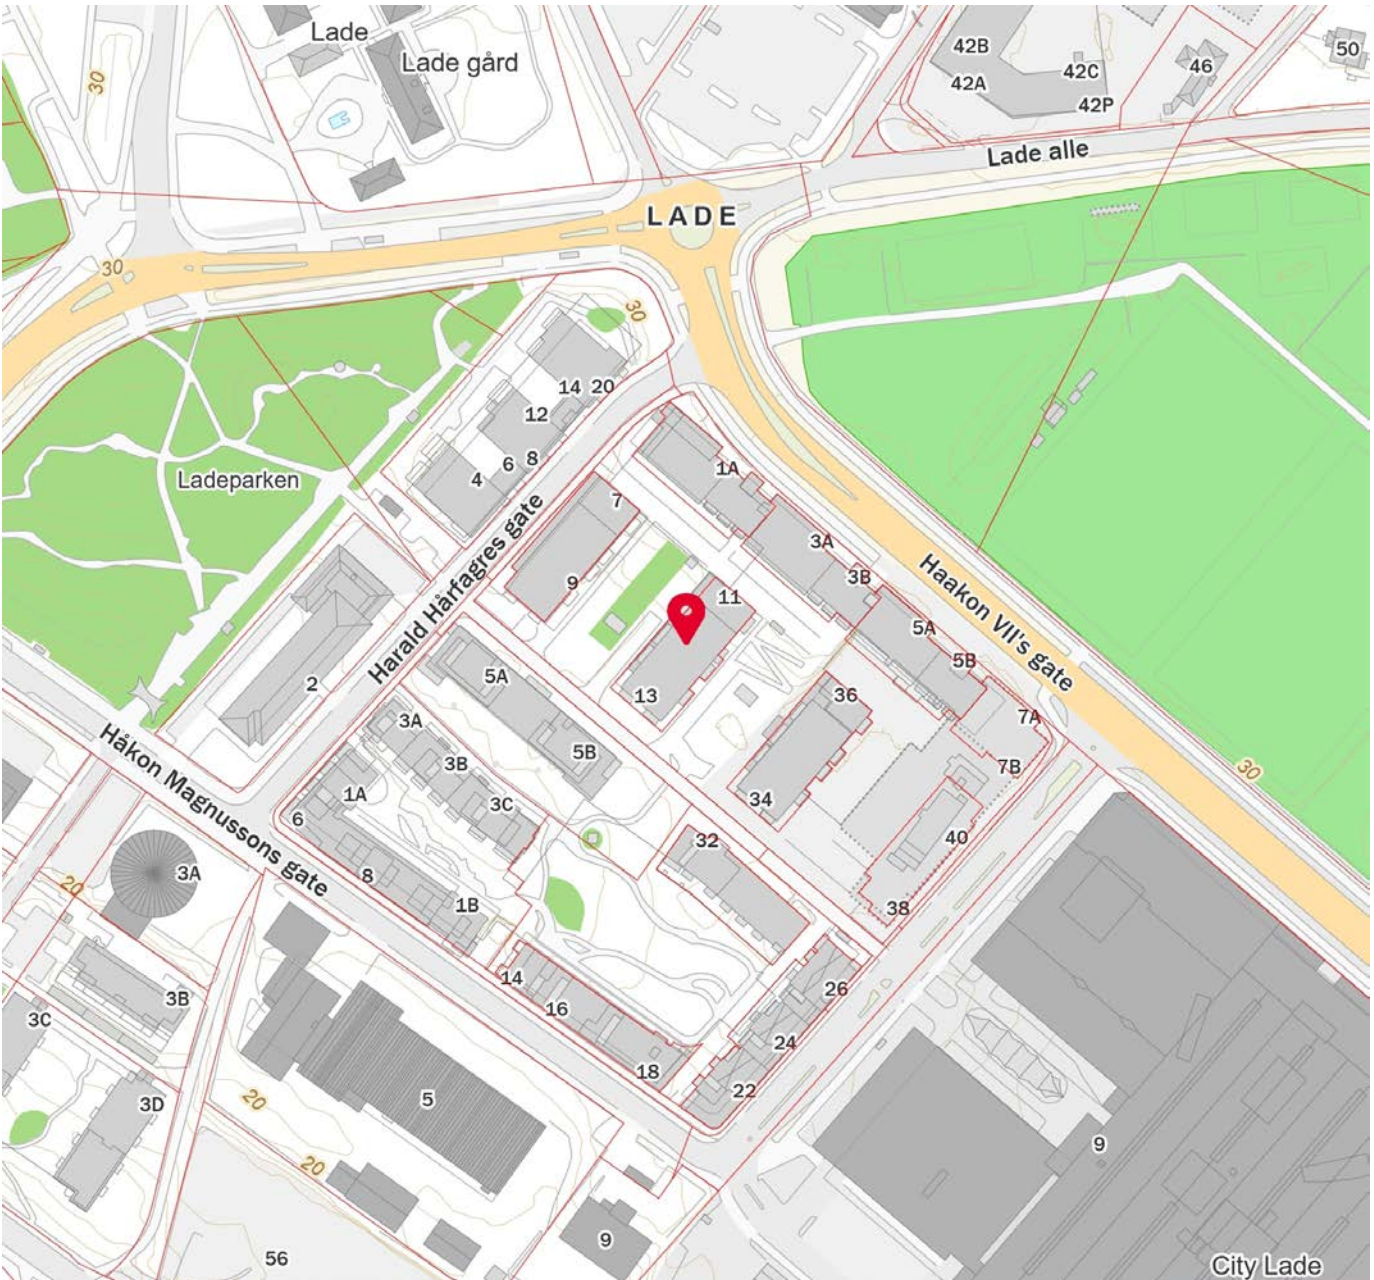 Lade
Lade gård
30
42B
42A
42C
42P
46
50
Lade alle
LADE
30
30
14
20
12
6
8
4
Ladeparken
Harald Hårfagres gate
7
9
1A
3A
3B
5A
5B
Haakon VII's gate
11
13
36
34
7A
7B
40
38
30
2
5A
5B
3A
3B
3C
1A
6
8
1B
Håkon Magnussons gate
32
14
16
18
26
24
22
3A
20
3B
3C
3D
5
20
20
9
9
56
City Lade